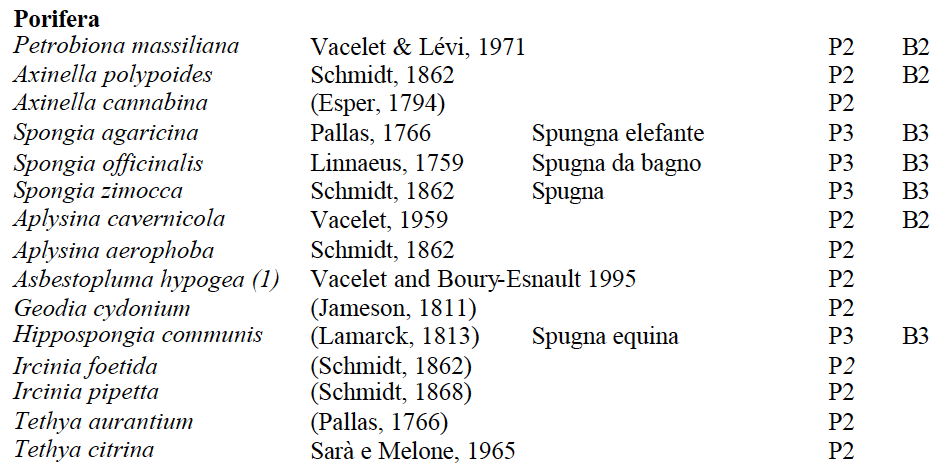 Porifera
Petrobiona massiliana Vacelet & Lévi, 1971 P2 B2
Axinella polypoides Schmidt, 1862 P2 B2
Axinella cannabina (Esper, 1794) P2
Spongia agaricina Pallas, 1766 Spungna elefante P3 B3
Spongia officinalis Linnaeus, 1759 Spugna da bagno P3 B3
Spongia zimocca Schmidt, 1862 Spugna P3 B3
Aplysina cavernicola Vacelet, 1959 P2 B2
Aplysina aerophoba Schmidt, 1862 P2
Asbestopluma hypogea (1) Vacelet and Boury-Esnault 1995 P2
Geodia cydonium (Jameson, 1811) P2
Hippospongia communis (Lamarck, 1813) Spugna equina P3 B3
Ircinia foetida (Schmidt, 1862) P2
Ircinia pipetta (Schmidt, 1868) P2
Tethya aurantium (Pallas, 1766) P2
Tethya citrina Sarà e Melone, 1965 P2